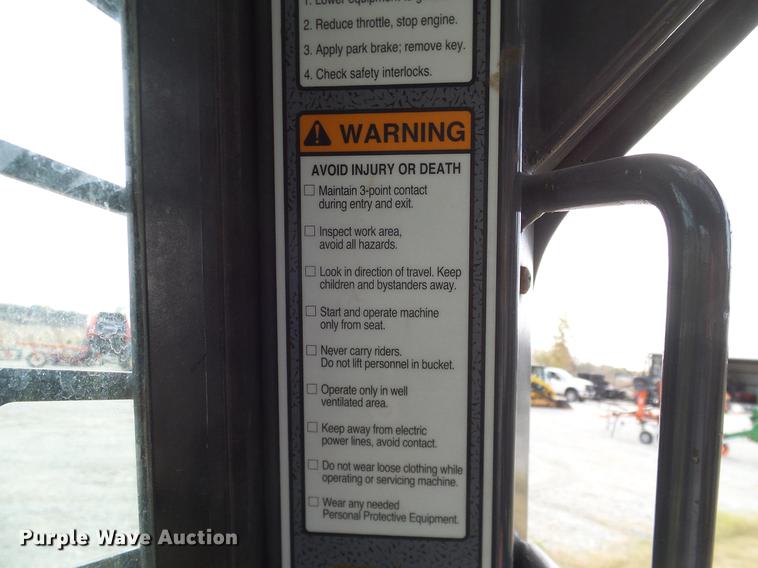 1. Lower equipment to
2. Reduce throttle, stop engine.
3. Apply park brake; remove key.
4. Check safety interlocks.
WARNING
AVOID INJURY OR DEATH
Maintain 3-point contact
during entry and exit.
Inspect work area,
avoid all hazards.
Look in direction of travel. Keep
children and bystanders away.
Start and operate machine
only from seat.
Never carry riders.
Do not lift personnel in bucket.
Operate only in well
ventilated area.
Keep away from electric
power lines, avoid contact.
Do not wear loose clothing while
operating or servicing machine.
Wear any needed
Personal Protective Equipment.
Purple Wave Auction